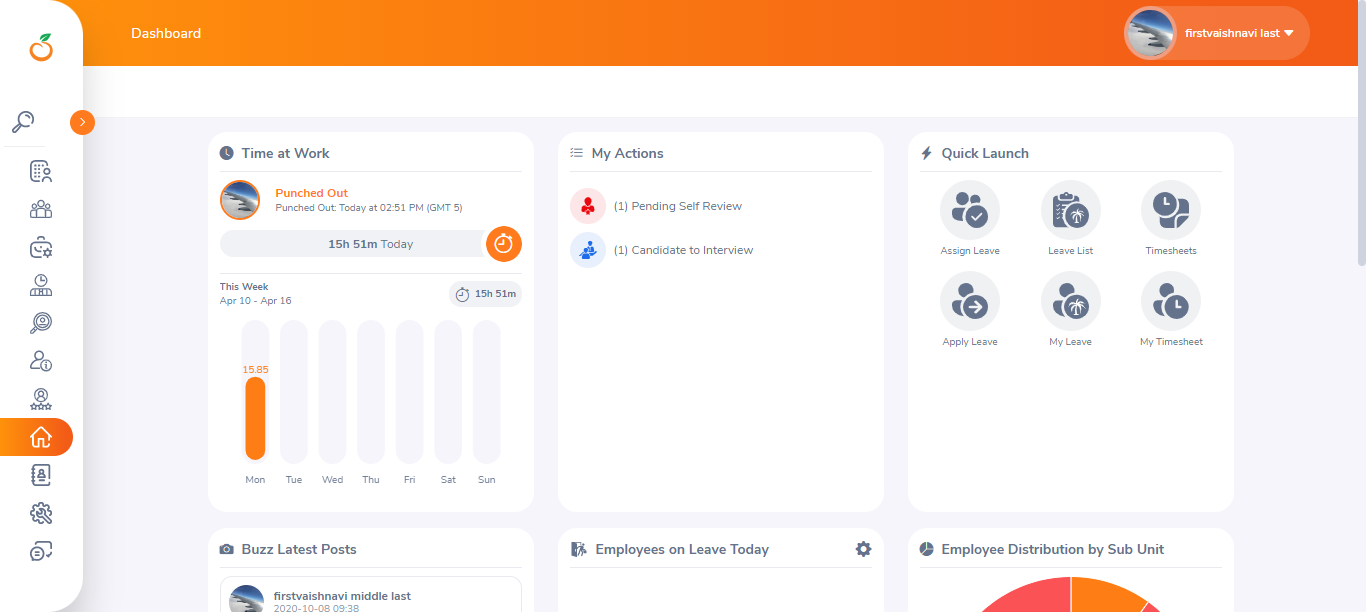 Dashboard
firstvaishnavi last
Time at Work
Punched Out
Punched Out: Today at 02:51 PM (GMT 5)
15h 51m Today
This Week
Apr 10 - Apr 16
15h 51m
15.85
Mon Tue Wed Thu Fri Sat Sun
My Actions
(1) Pending Self Review
(1) Candidate to Interview
Quick Launch
Assign Leave
Leave List
Timesheets
Apply Leave
My Leave
My Timesheet
Buzz Latest Posts
firstvaishnavi middle last
2020-10-08 09:38
Employees on Leave Today
Employee Distribution by Sub Unit